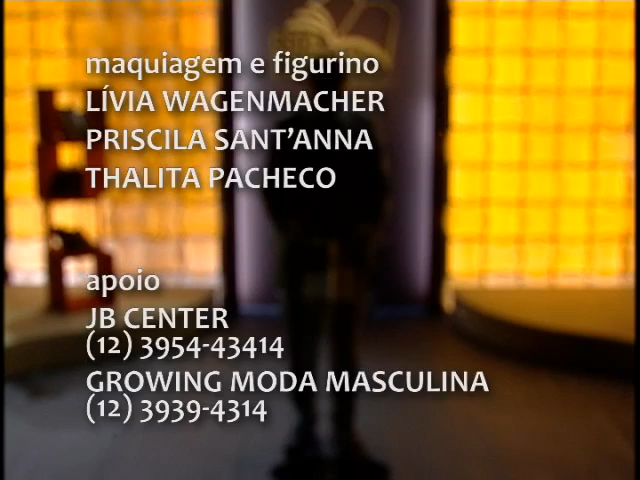 maquiagem e figurino
LÍVIA WAGENMACHER
PRISCILA SANT'ANNA
THALITA PACHECO
apoio
JB CENTER
(12) 3954-43414
GROWING MODA MASCULINA
(12) 3939-4314